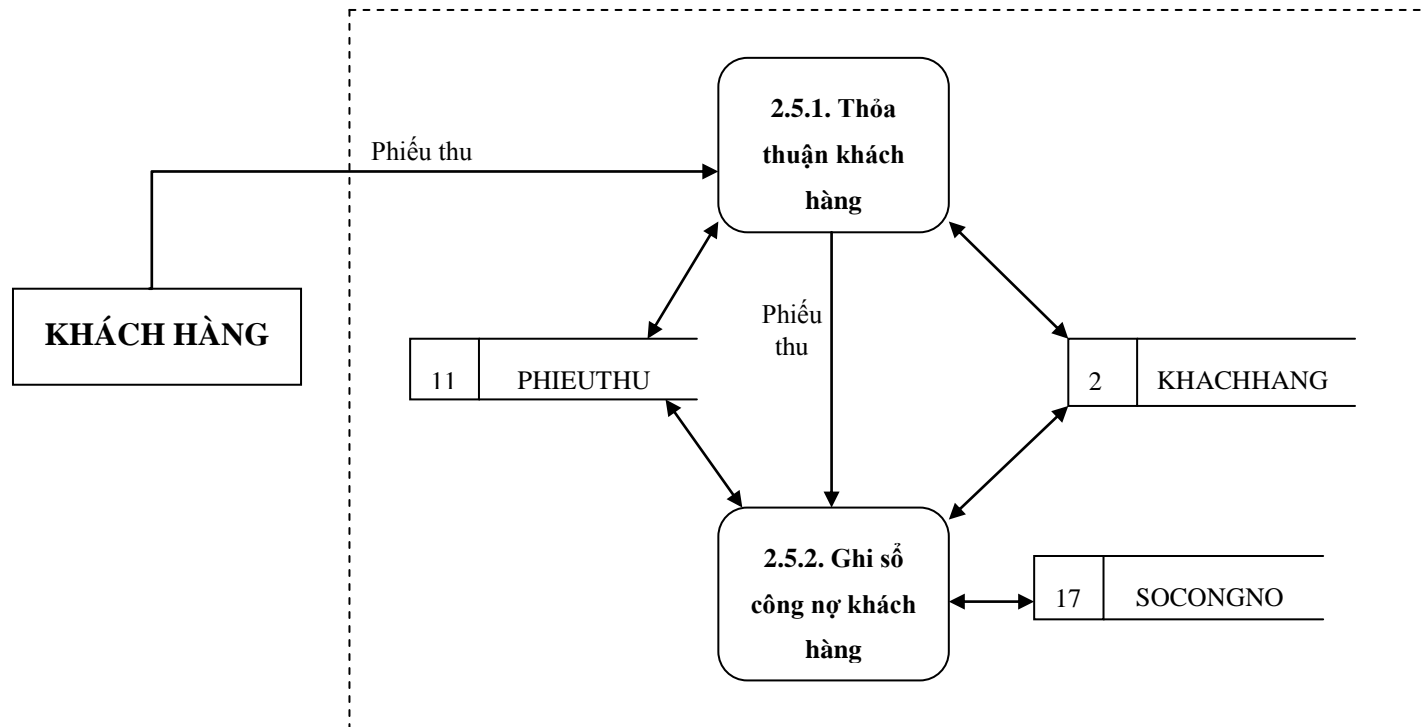 2.5.1. Thỏa
thuận khách
hàng
Phiếu thu
KHÁCH HÀNG
Phiếu
thu
11 PHIEUTHU
2 KHACHHANG
2.5.2. Ghi sổ
công nợ khách
hàng
17 SOCONGNO